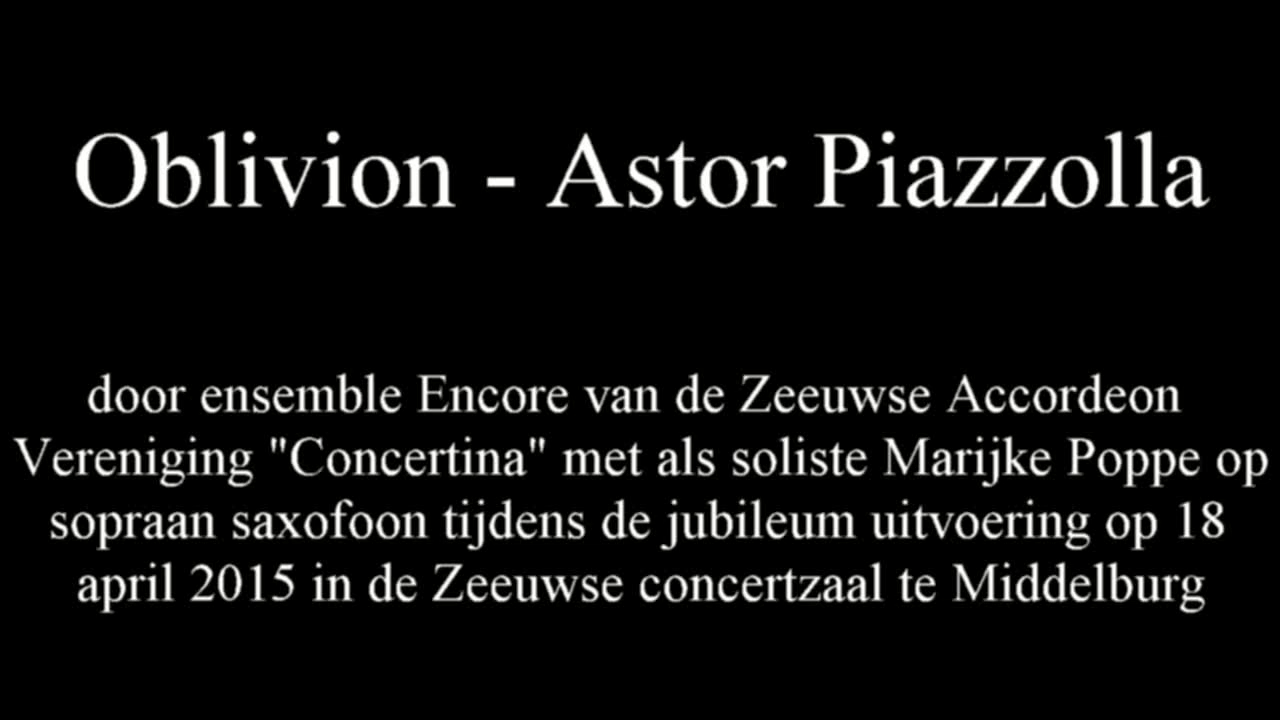 Oblivion - Astor Piazzolla
door ensemble Encore van de Zeeuwse Accordeon
Vereniging "Concertina" met als soliste Marijke Poppe op
sopraan saxofoon tijdens de jubileum uitvoering op 18
april 2015 in de Zeeuwse concertzaal te Middelburg